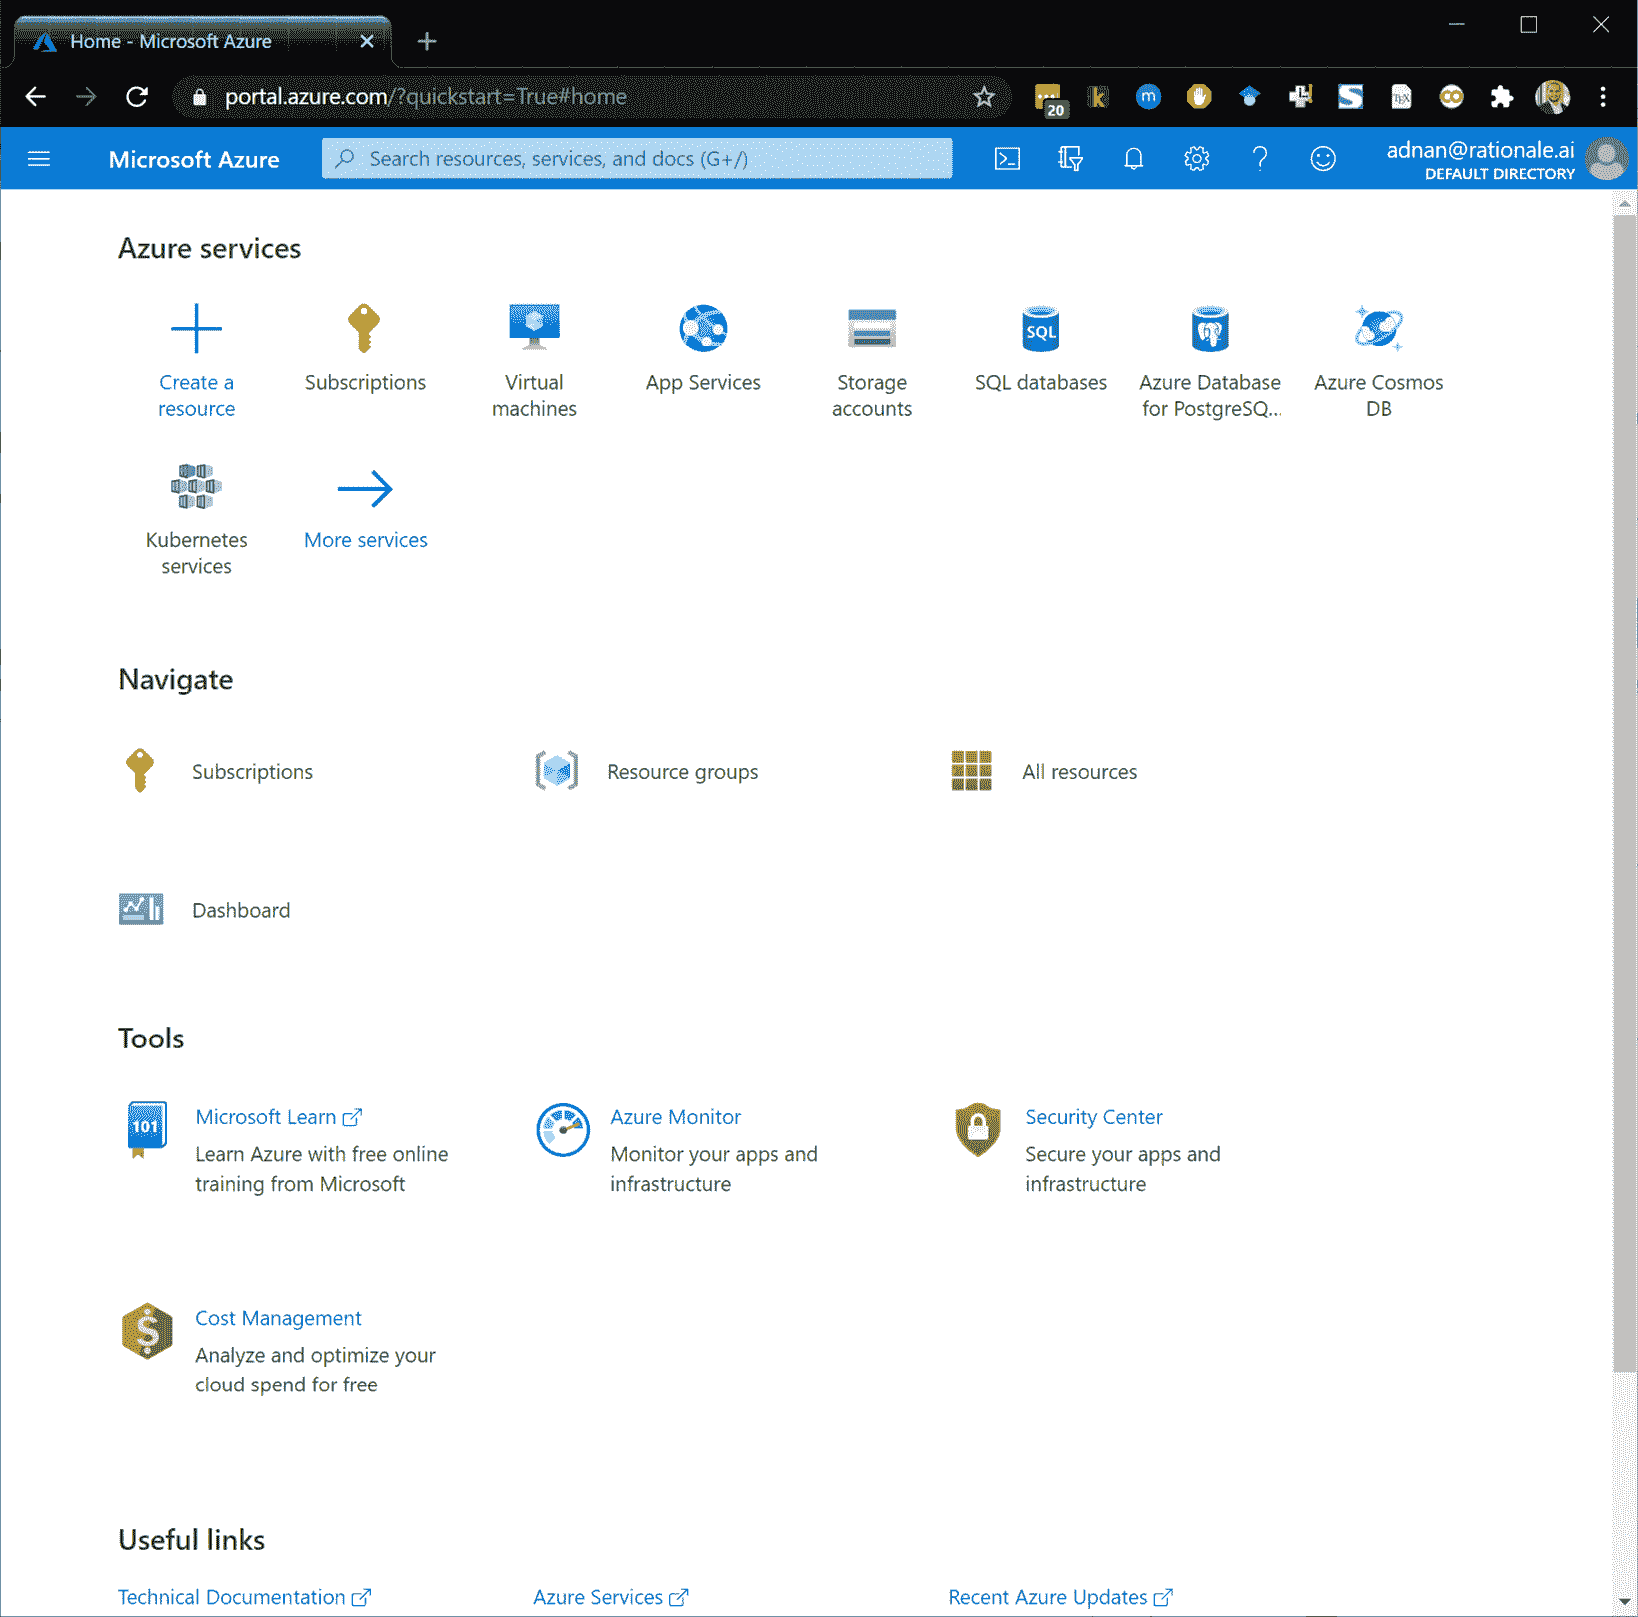 Home - Microsoft Azure
portal.azure.com/?quickstart=True#home
20
k
m
S
TEX
Microsoft Azure
Search resources, services, and docs (G+/)
adnan@rationale.ai
DEFAULT DIRECTORY
Azure services
Create a
resource
Subscriptions
Virtual
machines
App Services
Storage
accounts
SQL
SQL databases
Azure Database
for PostgreSQ...
Azure Cosmos
DB
Kubernetes
services
More services
Navigate
Subscriptions
Resource groups
All resources
Dashboard
Tools
101
Microsoft Learn
Learn Azure with free online
training from Microsoft
Azure Monitor
Monitor your apps and
infrastructure
Security Center
Secure your apps and
infrastructure
$
Cost Management
Analyze and optimize your
cloud spend for free
Useful links
Technical Documentation
Azure Services
Recent Azure Updates